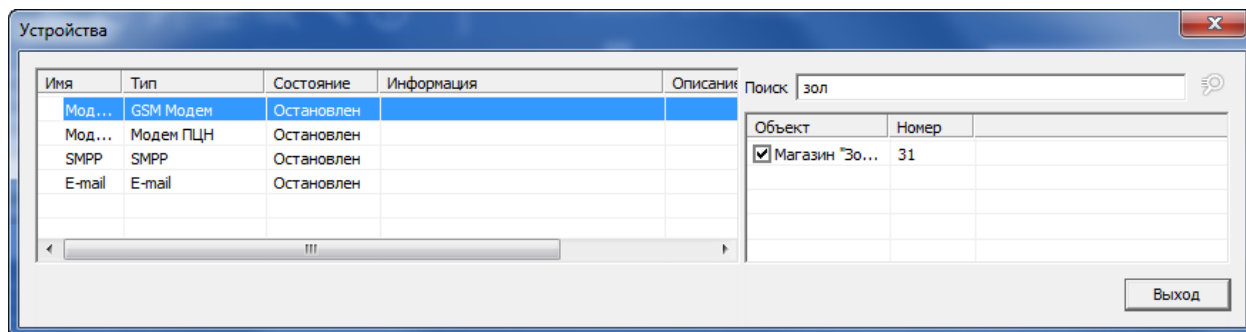 Устройства
Имя Тип Состояние Информация Описание
Мод... GSM Модем Остановлен
Мод... Модем ПЦН Остановлен
SMPP SMPP Остановлен
E-mail E-mail Остановлен
Поиск зол
Объект Номер
Магазин "Зо... 31
Выход